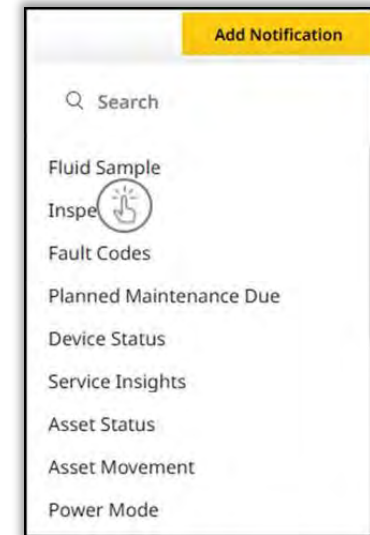 Add Notification
Search
Fluid Sample
Inspe
Fault Codes
Planned Maintenance Due
Device Status
Service Insights
Asset Status
Asset Movement
Power Mode